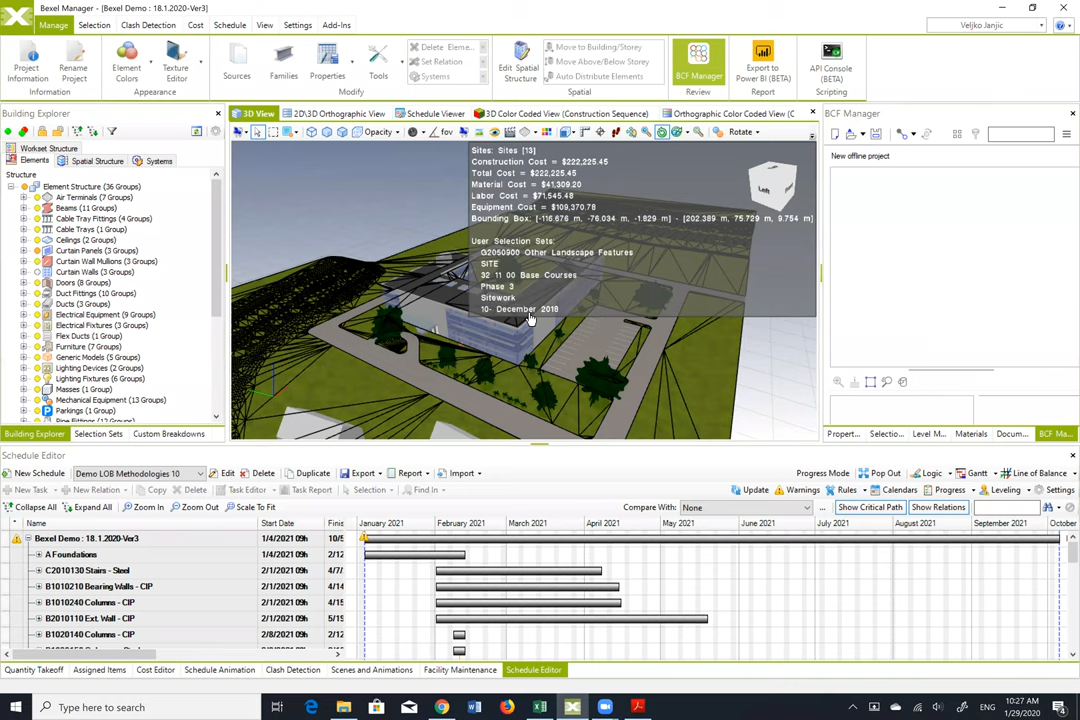 Bexel Manager - [Bexel Demo : 18.1.2020-Ver3]
Manage Selection Clash Detection Cost Schedule View Settings Add-Ins
Veljko Janjic
Project Information
Rename Project
Information
Element Colors
Texture Editor
Appearance
Sources
Families
Properties
Tools
Delete Eleme...
Set Relation
Systems
Modify
Edit Spatial Structure
Move to Building/Storey
Move Above/Below Storey
Auto Distribute Elements
Spatial
BCF Manager
Review
Export to Power BI (BETA)
Report
API Console (BETA)
Scripting
Building Explorer
Workset Structure
Elements Spatial Structure Systems
Element Structure (36 Groups)
Air Terminals (7 Groups)
Beams (11 Groups)
Cable Tray Fittings (4 Groups)
Cable Trays (1 Group)
Ceilings (2 Groups)
Curtain Panels (3 Groups)
Curtain Wall Mullions (3 Groups)
Curtain Walls (3 Groups)
Doors (8 Groups)
Duct Fittings (10 Groups)
Ducts (3 Groups)
Electrical Equipment (9 Groups)
Electrical Fixtures (3 Groups)
Flex Ducts (1 Group)
Furniture (7 Groups)
Generic Models (5 Groups)
Lighting Devices (2 Groups)
Lighting Fixtures (6 Groups)
Masses (1 Group)
Mechanical Equipment (13 Groups)
Parkings (1 Group)
Building Explorer Selection Sets Custom Breakdowns
3D View 2D\3D Orthographic View Schedule Viewer 3D Color Coded View (Construction Sequence) Orthographic Color Coded View (C
Opacity fov Rotate
Sites: Sites [13]
Construction Cost = $222,225.45
Total Cost = $222,225.45
Material Cost = $41,309.20
Labor Cost = $71,545.48
Equipment Cost = $109,370.78
Bounding Box: [-116.676 m, -76.034 m, -1.829 m] - [202.389 m, 75.729 m, 9.754 m]
User Selection Sets:
G2050900 Other Landscape Features
SITE
32 11 00 Base Courses
Phase 3
Sitework
10- December 2018
Left
BCF Manager
New offline project
Propert... Selectio... Level M... Materials Docum... BCF Ma...
Schedule Editor
New Schedule Demo LOB Methodologies 10 Edit Delete Duplicate Export Report Import Progress Mode Pop Out Logic Gantt Line of Balance
New Task New Relation Copy Delete Task Editor Task Report Selection Find In Update Warnings Rules Calendars Progress Leveling Settings
Collapse All Expand All Zoom In Zoom Out Scale To Fit Compare With: None ... Show Critical Path Show Relations
Name Start Date Finis January 2021 February 2021 March 2021 April 2021 May 2021 June 2021 July 2021 August 2021 September 2021 October
Bexel Demo : 18.1.2020-Ver3 1/4/2021 09h 10/5
A Foundations 1/4/2021 09h 2/12
C2010130 Stairs - Steel 2/1/2021 09h 4/7/
B1010210 Bearing Walls - CIP 2/1/2021 09h 4/14
B1010240 Columns - CIP 2/1/2021 09h 4/15
B2010110 Ext. Wall - CIP 2/1/2021 09h 5/19
B1020140 Columns - CIP 2/8/2021 09h 2/12
Quantity Takeoff Assigned Items Cost Editor Schedule Animation Clash Detection Scenes and Animations Facility Maintenance Schedule Editor
Type here to search
ENG
10:27 AM
1/29/2020
4